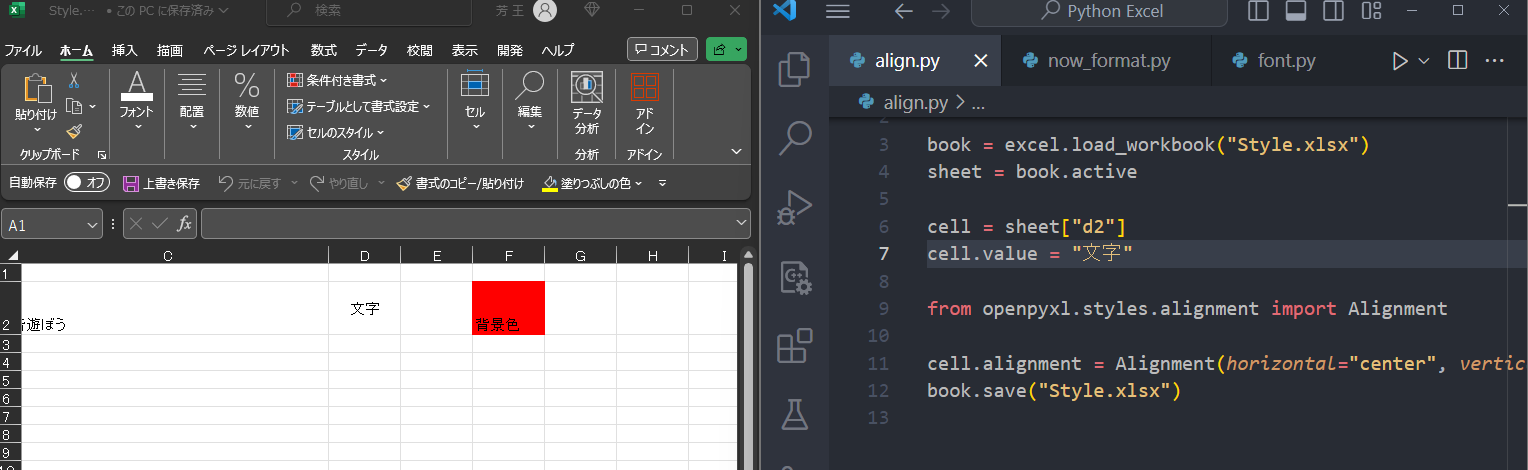 Style.… • この PC に保存済み
検索
芳 王
ファイル ホーム 挿入 描画 ページ レイアウト 数式 データ 校閲 表示 開発 ヘルプ
コメント
貼り付け
クリップボード
フォント
配置
%
数値
条件付き書式
テーブルとして書式設定
セルのスタイル
スタイル
セル
編集
データ
分析
分析
アド
イン
アドイン
自動保存 オフ 上書き保存 元に戻す やり直し 書式のコピー/貼り付け 塗りつぶしの色
A1
fx
C D E F G H I
1
文字
2 遊ぼう
背景色
3
4
5
6
7
8
9
Python Excel
align.py now_format.py font.py
align.py > ...
3 book = excel.load_workbook("Style.xlsx")
4 sheet = book.active
5
6 cell = sheet["d2"]
7 cell.value = "文字"
8
9 from openpyxl.styles.alignment import Alignment
10
11 cell.alignment = Alignment(horizontal="center", vertic
12 book.save("Style.xlsx")
13